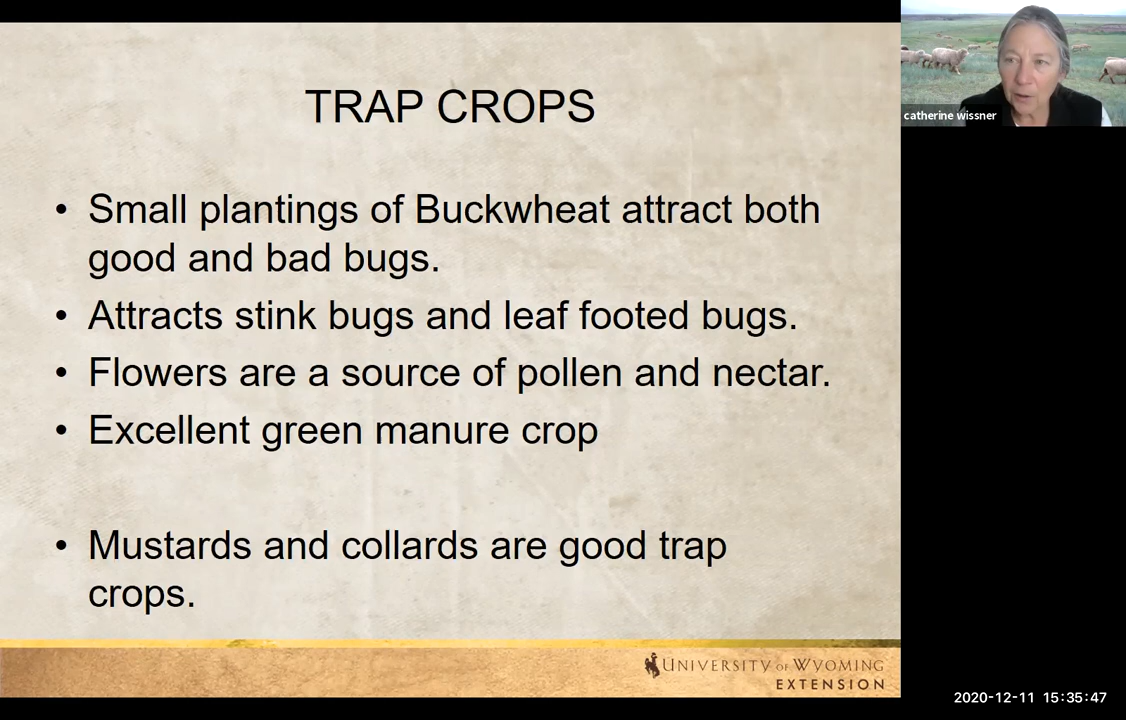 TRAP CROPS
• Small plantings of Buckwheat attract both
good and bad bugs.
• Attracts stink bugs and leaf footed bugs.
• Flowers are a source of pollen and nectar.
• Excellent green manure crop
• Mustards and collards are good trap
crops.
UNIVERSITY OF WYOMING
EXTENSION
catherine wissner
2020-12-11 15:35:47